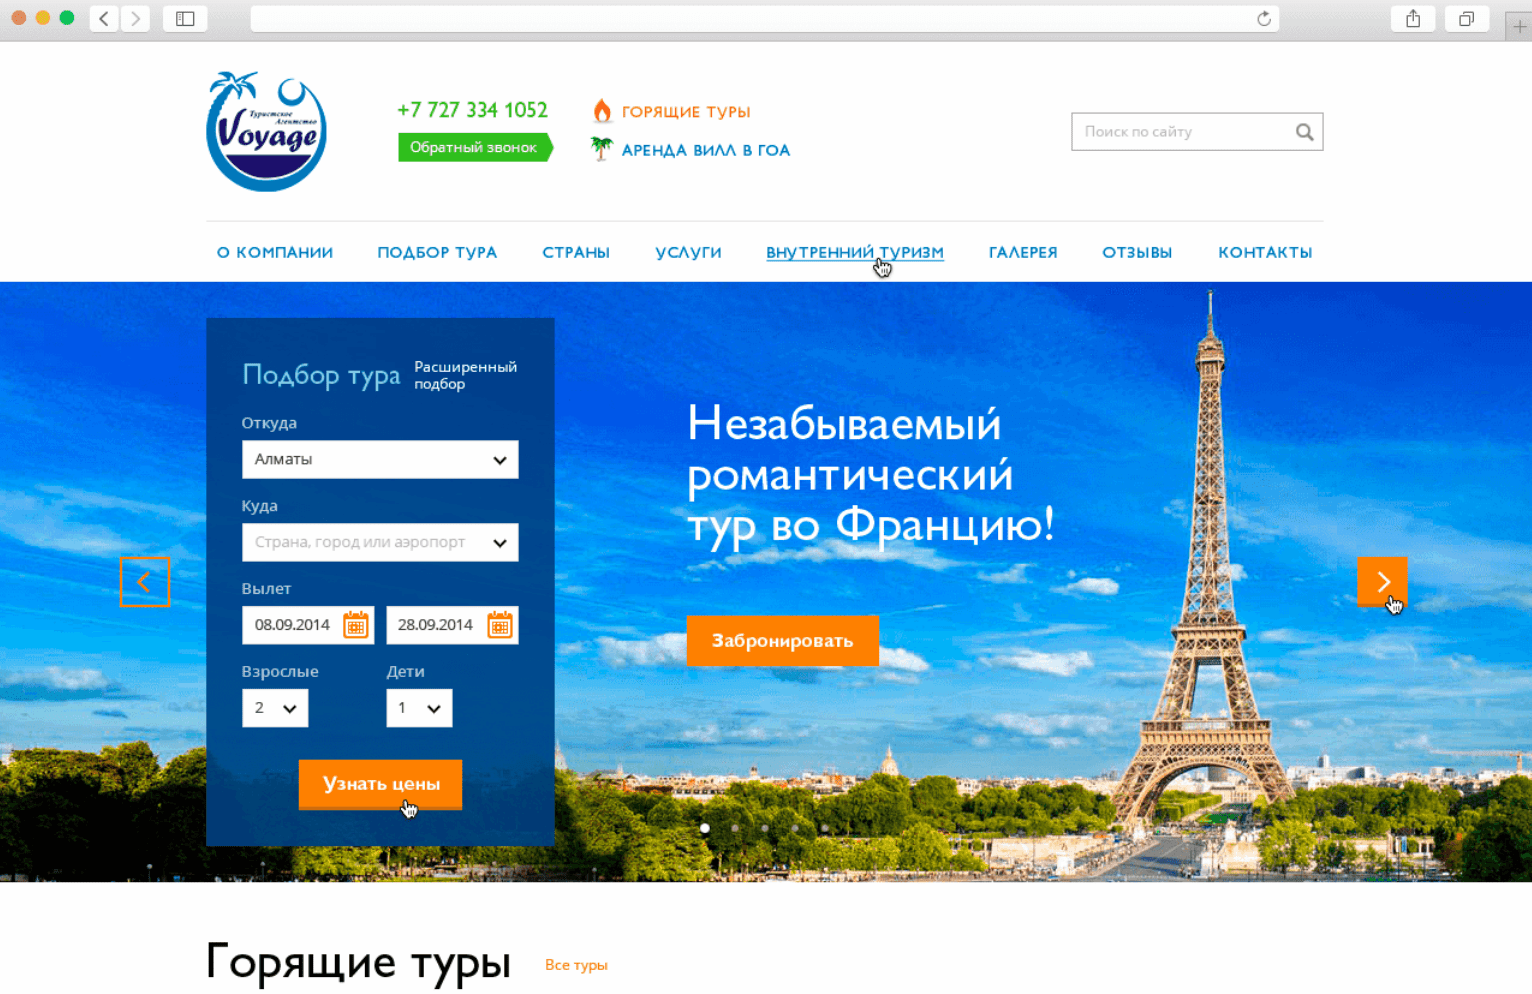 Туристское
Агентство
Voyage
+7 727 334 1052
Обратный звонок
ГОРЯЩИЕ ТУРЫ
АРЕНДА ВИЛЛ В ГОА
Поиск по сайту
О КОМПАНИИ
ПОДБОР ТУРА
СТРАНЫ
УСЛУГИ
ВНУТРЕННИЙ ТУРИЗМ
ГАЛЕРЕЯ
ОТЗЫВЫ
КОНТАКТЫ
Подбор тура
Расширенный
подбор
Откуда
Алматы
Куда
Страна, город или аэропорт
Вылет
08.09.2014
28.09.2014
Взрослые
Дети
2
1
Узнать цены
Незабываемый
романтический
тур во Францию!
Забронировать
Горящие туры
Все туры